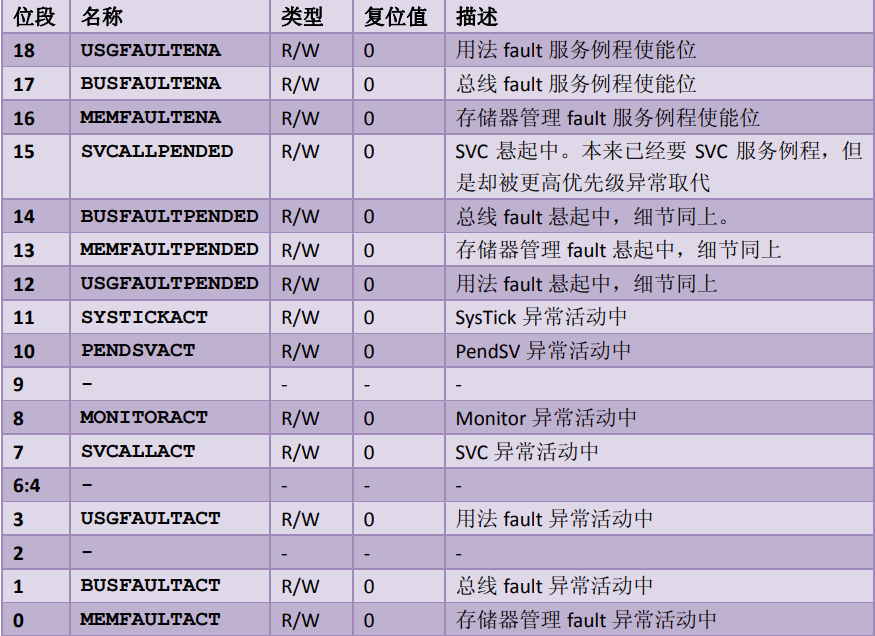 位段 名称 类型 复位值 描述
18 USGFAULTENA R/W 0 用法 fault 服务例程使能位
17 BUSFAULTENA R/W 0 总线 fault 服务例程使能位
16 MEMFAULTENA R/W 0 存储器管理 fault 服务例程使能位
15 SVCALLPENDED R/W 0 SVC 悬起中。本来已经要 SVC 服务例程，但
是却被更高优先级异常取代
14 BUSFAULTPENDED R/W 0 总线 fault 悬起中，细节同上。
13 MEMFAULTPENDED R/W 0 存储器管理 fault 悬起中，细节同上
12 USGFAULTPENDED R/W 0 用法 fault 悬起中，细节同上
11 SYSTICKACT R/W 0 SysTick 异常活动中
10 PENDSVACT R/W 0 PendSV 异常活动中
9 - - - -
8 MONITORACT R/W 0 Monitor 异常活动中
7 SVCALLACT R/W 0 SVC 异常活动中
6:4 - - - -
3 USGFAULTACT R/W 0 用法 fault 异常活动中
2 - - - -
1 BUSFAULTACT R/W 0 总线 fault 异常活动中
0 MEMFAULTACT R/W 0 存储器管理 fault 异常活动中